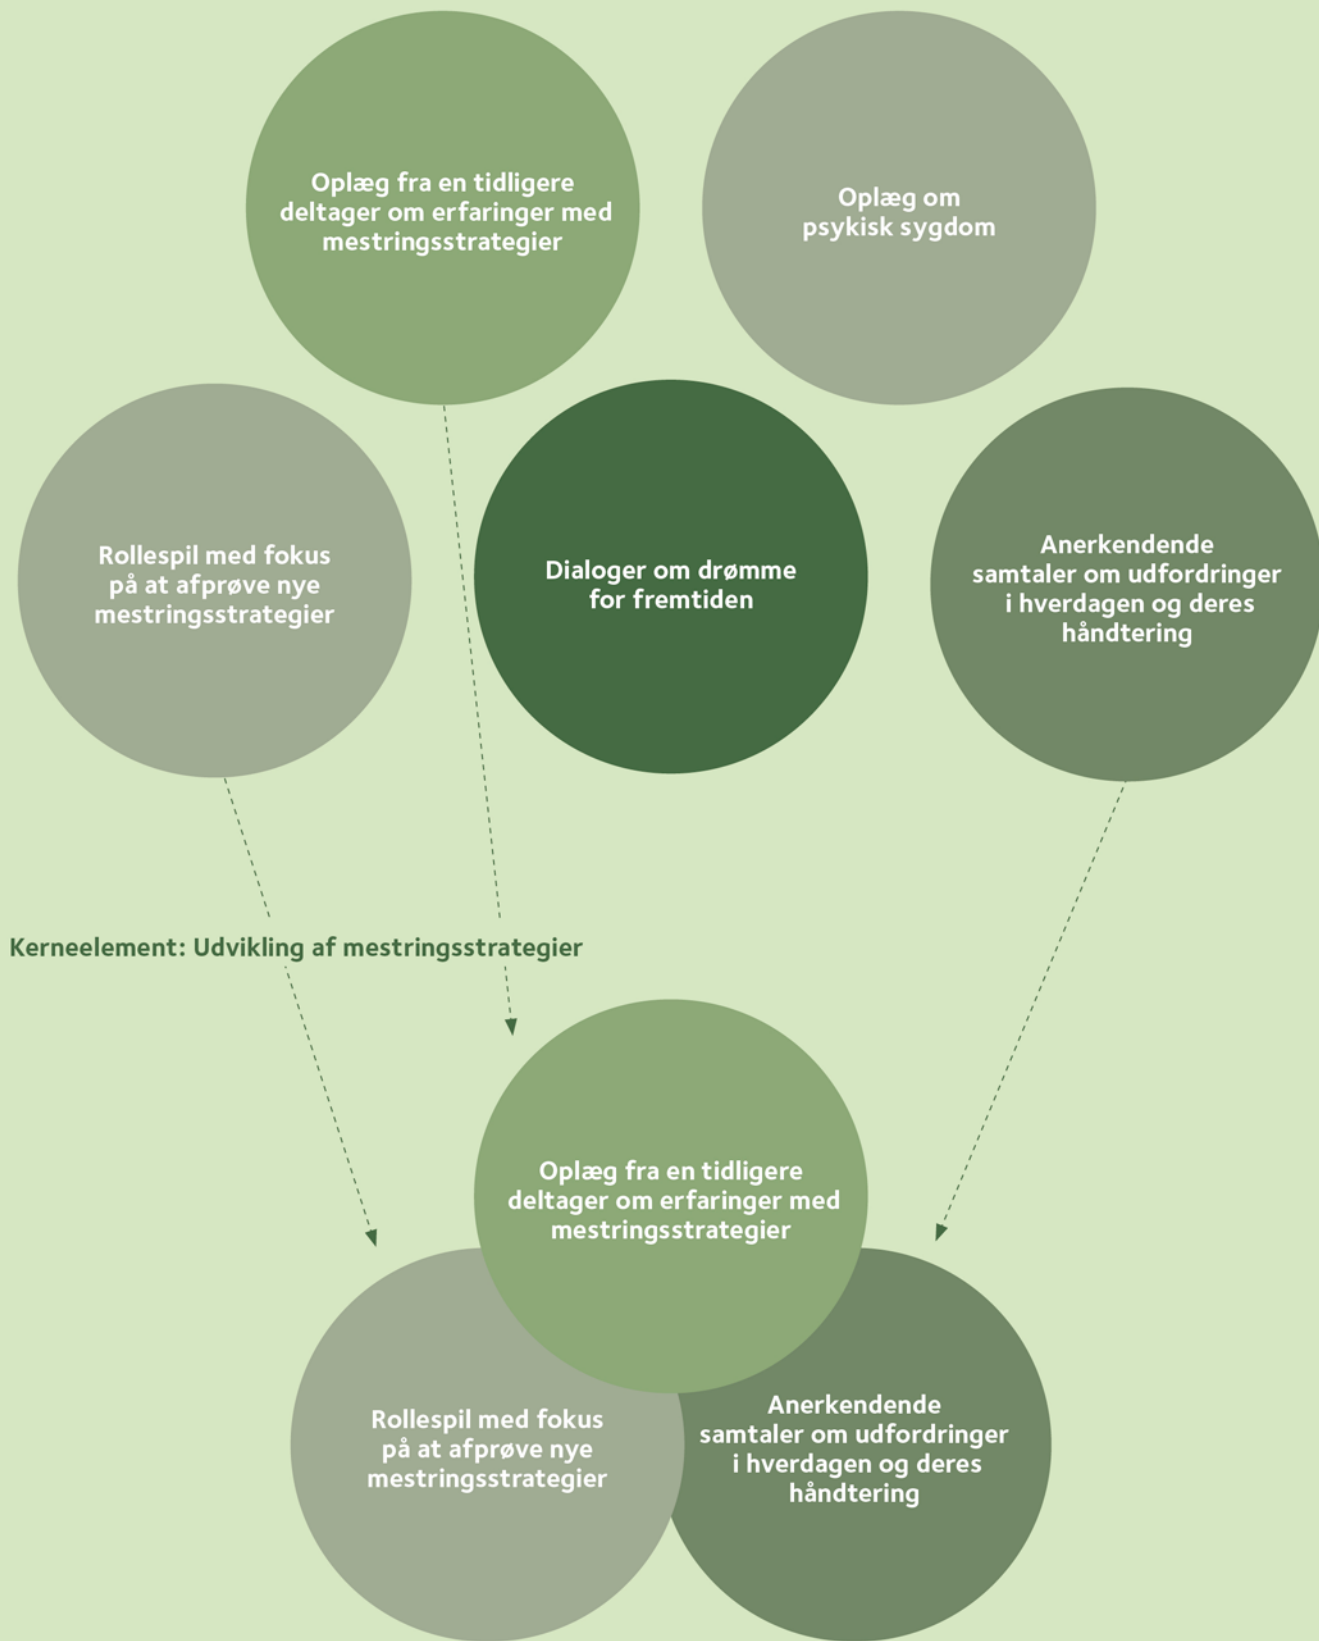 Oplæg fra en tidligere
deltager om erfaringer med
mestringsstrategier
Oplæg om
psykisk sygdom
Rollespil med fokus
på at afprøve nye
mestringsstrategier
Dialoger om drømme
for fremtiden
Anerkendende
samtaler om udfordringer
i hverdagen og deres
håndtering
Kerneelement: Udvikling af mestringsstrategier
Oplæg fra en tidligere
deltager om erfaringer med
mestringsstrategier
Rollespil med fokus
på at afprøve nye
mestringsstrategier
Anerkendende
samtaler om udfordringer
i hverdagen og deres
håndtering